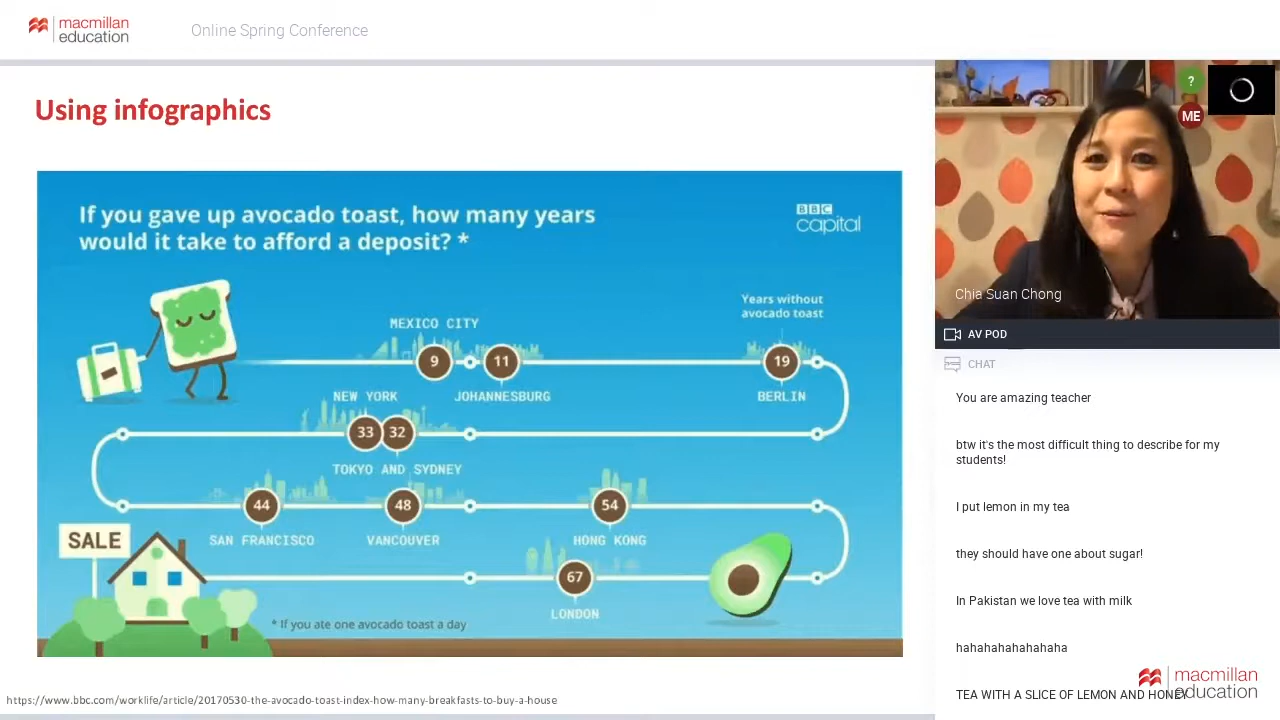 macmillan
education
Online Spring Conference
Using infographics
If you gave up avocado toast, how many years
would it take to afford a deposit? *
BBC
capital
Years without
avocado toast
MEXICO CITY
9
11
19
NEW YORK
JOHANNESBURG
BERLIN
33
32
TOKYO AND SYDNEY
44
48
54
SALE
SAN FRANCISCO
VANCOUVER
HONG KONG
67
LONDON
* If you ate one avocado toast a day
https://www.bbc.com/worklife/article/20170530-the-avocado-toast-index-how-many-breakfasts-to-buy-a-house
?
ME
Chia Suan Chong
AV POD
CHAT
You are amazing teacher
btw it's the most difficult thing to describe for my
students!
I put lemon in my tea
they should have one about sugar!
In Pakistan we love tea with milk
hahahahahahahaha
TEA WITH A SLICE OF LEMON AND HONEY
macmillan
education